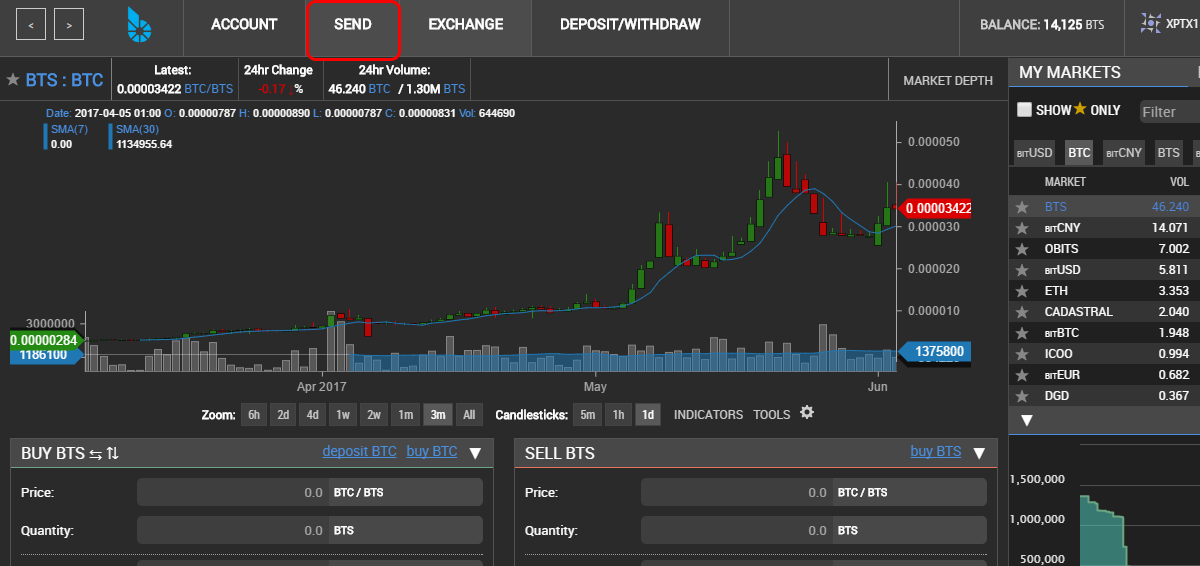 < > ACCOUNT SEND EXCHANGE DEPOSIT/WITHDRAW BALANCE: 14,125 BTS XPTX1
BTS : BTC
Latest:
0.00003422 BTC/BTS
24hr Change
-0.17 ↓ %
24hr Volume:
46.240 BTC / 1.30M BTS
MARKET DEPTH
Date: 2017-04-05 01:00 O: 0.00000787 H: 0.00000890 L: 0.00000787 C: 0.00000831 Vol: 644690
SMA(7)
0.00
SMA(30)
1134955.64
0.000050
0.000040
0.00003422
0.000030
0.000020
0.000010
3000000
0.00000284
1186100
1375800
Apr 2017 May Jun
Zoom: 6h 2d 4d 1w 2w 1m 3m All Candlesticks: 5m 1h 1d INDICATORS TOOLS
BUY BTS deposit BTC buy BTC ▼
Price: 0.0 BTC / BTS
Quantity: 0.0 BTS
SELL BTS buy BTS ▼
Price: 0.0 BTC / BTS
Quantity: 0.0 BTS
MY MARKETS
SHOW ★ ONLY Filter
BITUSD BTC BITCNY BTS
MARKET VOL
BTS 46.240
BITCNY 14.071
OBITS 7.002
BITUSD 5.811
ETH 3.353
CADASTRAL 2.040
BITBTC 1.948
ICOO 0.994
BITEUR 0.682
DGD 0.367
▼
1,500,000
1,000,000
500,000